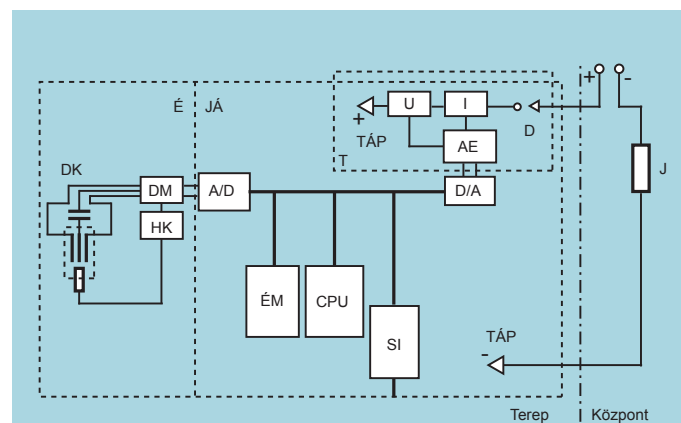 + -
É JÁ
U I
+ TÁP
D
T
AE
J
DK
DM A/D D/A
HK
ÉM CPU
SI
TÁP
-
Terep Központ